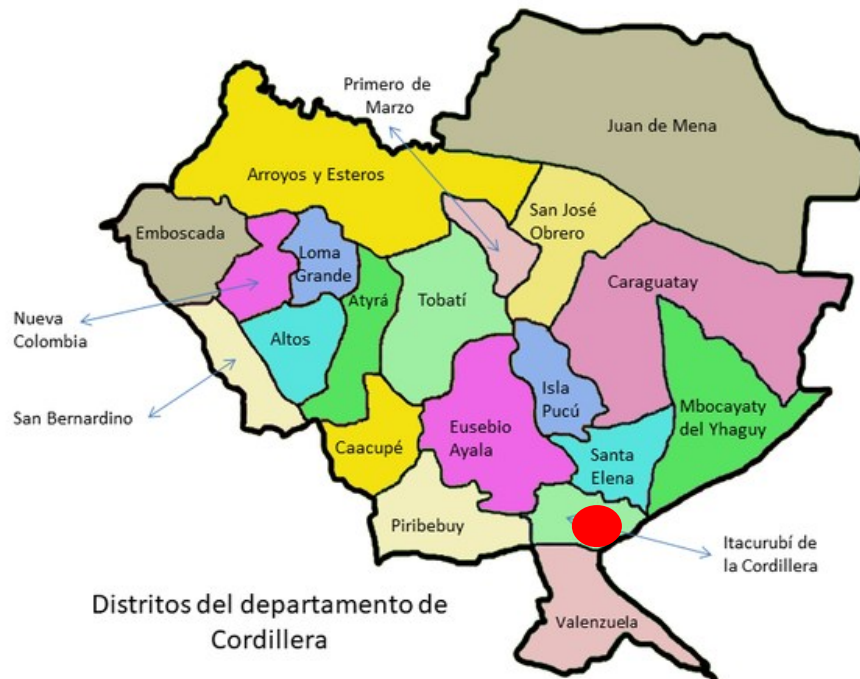 Primero de
Marzo
Juan de Mena
Arroyos y Esteros
San José
Obrero
Emboscada
Loma
Grande
Caraguatay
Atyrá
Tobatí
Nueva
Colombia
Altos
Isla
Pucú
San Bernardino
Mbocayaty
del Yhaguy
Eusebio
Ayala
Caacupé
Santa
Elena
Piribebuy
Itacurubí de
la Cordillera
Distritos del departamento de
Cordillera
Valenzuela